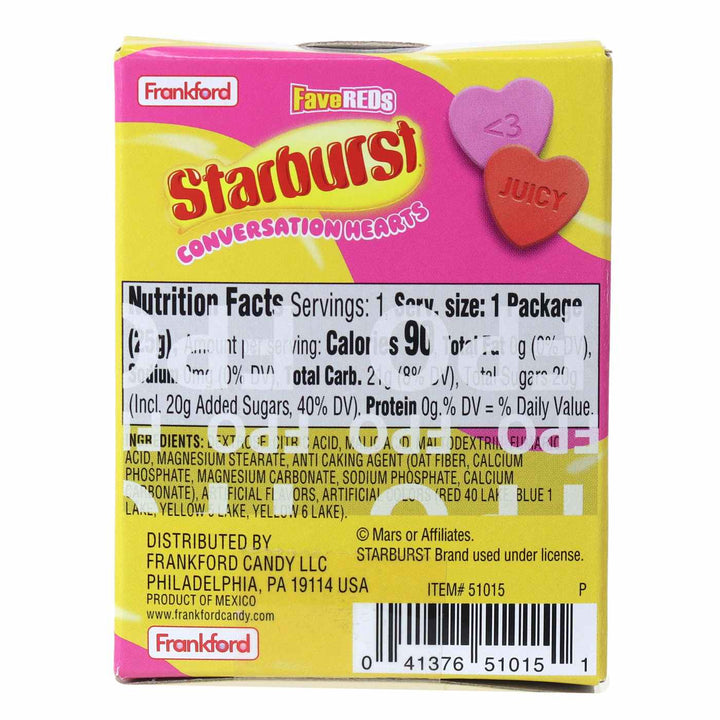 Frankford
FaveREDs
Starburst
CONVERSATION HEARTS
<3
JUICY
Nutrition Facts Servings: 1 Serv. size: 1 Package
(25g), Amount per serving: Calories 90, Total Fat 0g (0% DV),
Sodium 0mg (0% DV), Total Carb. 21g (8% DV), Total Sugars 20g
(Incl. 20g Added Sugars, 40% DV), Protein 0g. % DV = % Daily Value.
INGREDIENTS: DEXTROSE, CITRIC ACID, MALIC ACID, MALTODEXTRIN, FUMARIC
ACID, MAGNESIUM STEARATE, ANTI CAKING AGENT (OAT FIBER, CALCIUM
PHOSPHATE, MAGNESIUM CARBONATE, SODIUM PHOSPHATE, CALCIUM
CARBONATE), ARTIFICIAL FLAVORS, ARTIFICIAL COLORS (RED 40 LAKE, BLUE 1
LAKE, YELLOW 5 LAKE, YELLOW 6 LAKE).
DISTRIBUTED BY
FRANKFORD CANDY LLC
PHILADELPHIA, PA 19114 USA
PRODUCT OF MEXICO
www.frankfordcandy.com
Frankford
© Mars or Affiliates.
STARBURST Brand used under license.
ITEM# 51015 P
0 41376 51015 1